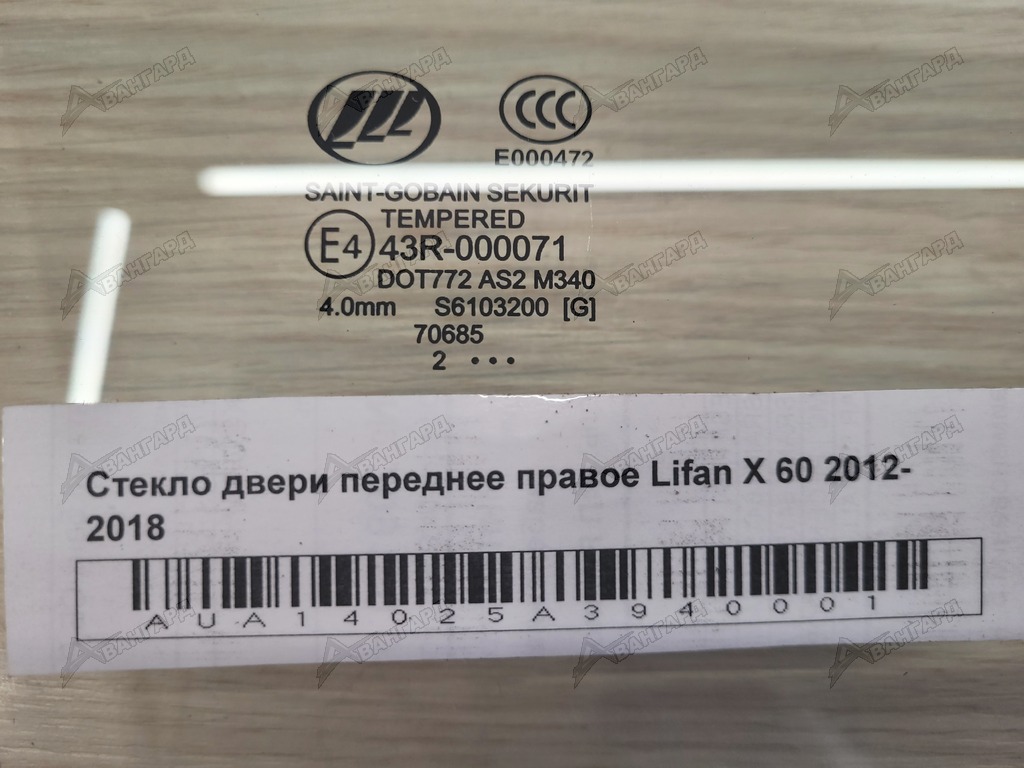 CCC
E000472
SAINT-GOBAIN SEKURIT
TEMPERED
E4 43R-000071
DOT772 AS2 M340
4.0mm S6103200 [G]
70685
2 •••
Стекло двери переднее правое Lifan X 60 2012-
2018
AUA14025A3940001
АВАНГАРД